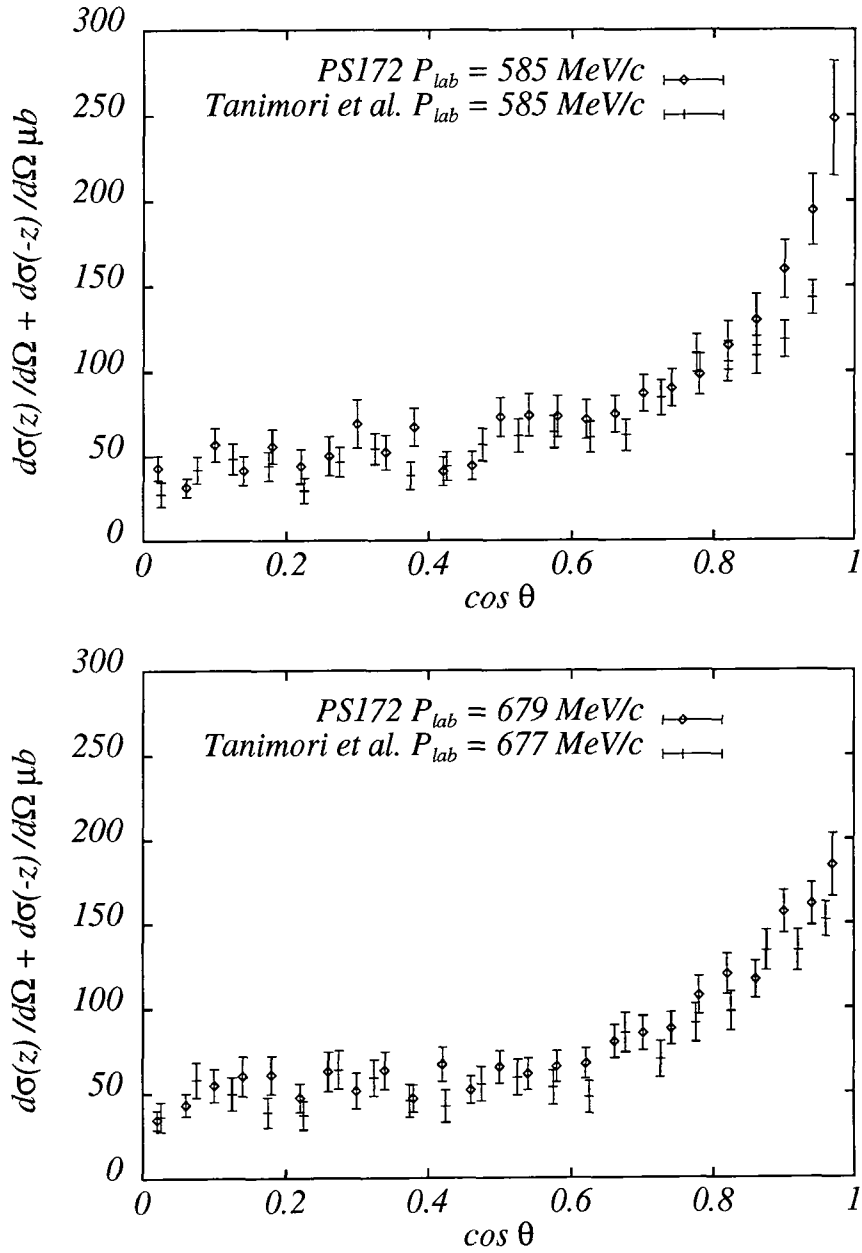 300
250
200
150
100
50
0
dσ(z)/dΩ + dσ(-z)/dΩ μb
PS172 P_lab = 585 MeV/c
Tanimori et al. P_lab = 585 MeV/c
0 0.2 0.4 0.6 0.8 1
cos θ
300
250
200
150
100
50
0
dσ(z)/dΩ + dσ(-z)/dΩ μb
PS172 P_lab = 679 MeV/c
Tanimori et al. P_lab = 677 MeV/c
0 0.2 0.4 0.6 0.8 1
cos θ